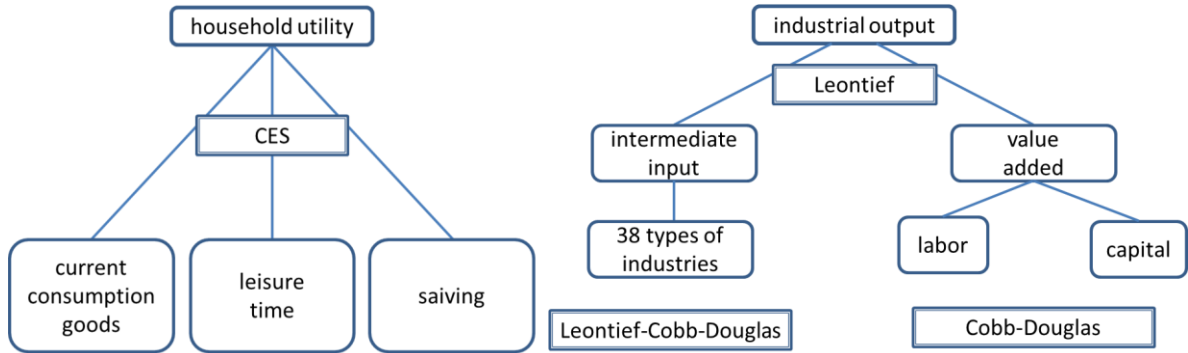 household utility
CES
current
consumption
goods
leisure
time
saiving
industrial output
Leontief
intermediate
input
value
added
38 types of
industries
labor
capital
Leontief-Cobb-Douglas
Cobb-Douglas